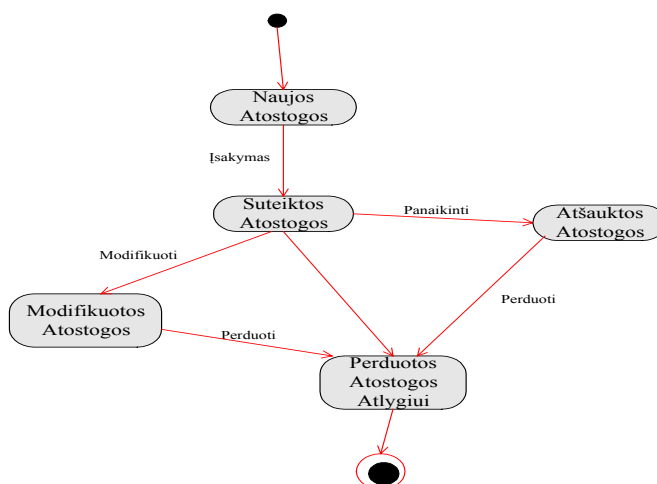 Naujos
Atostogos
Įsakymas
Suteiktos
Atostogos
Panaikinti
Atšauktos
Atostogos
Modifikuoti
Modifikuotos
Atostogos
Perduoti
Perduoti
Perduotos
Atostogos
Atlygiui